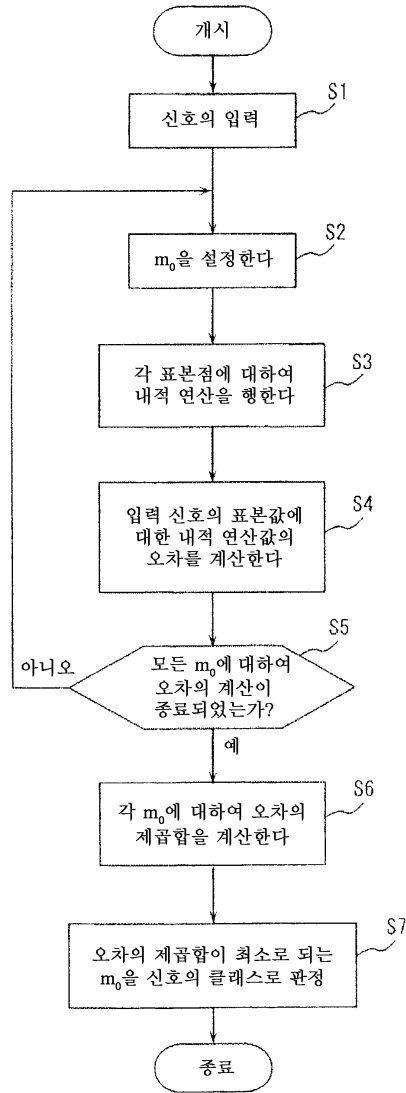 개시
S1
신호의 입력
S2
m₀을 설정한다
S3
각 표본점에 대하여
내적 연산을 행한다
S4
입력 신호의 표본값에
대한 내적 연산값의
오차를 계산한다
S5
아니오
모든 m₀에 대하여
오차의 계산이
종료되었는가?
예
S6
각 m₀에 대하여 오차의
제곱합을 계산한다
S7
오차의 제곱합이 최소로 되는
m₀을 신호의 클래스로 판정
종료